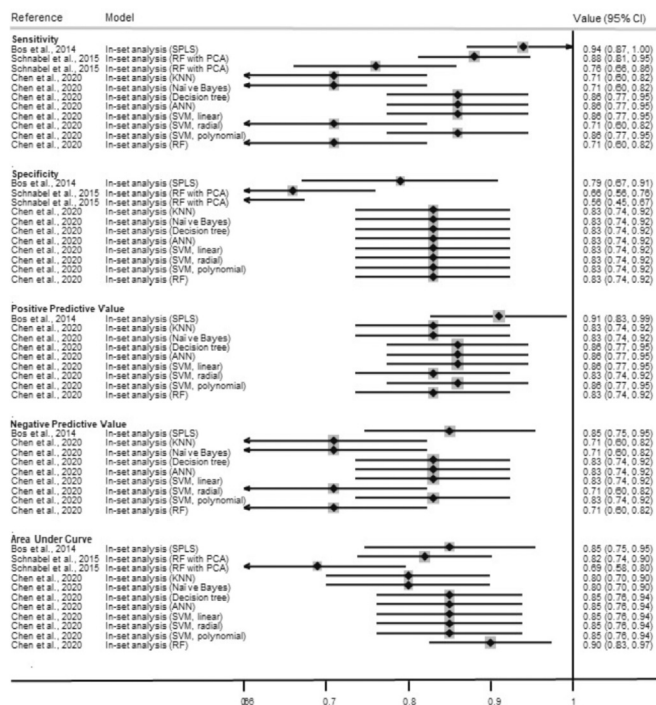 Reference Model Value (95% CI)
Sensitivity
Bos et al., 2014 In-set analysis (SPLS) 0.94 (0.87, 1.00)
Schnabel et al., 2015 In-set analysis (RF with PCA) 0.88 (0.81, 0.95)
Schnabel et al., 2015 In-set analysis (RF with PCA) 0.76 (0.66, 0.86)
Chen et al., 2020 In-set analysis (KNN) 0.71 (0.60, 0.82)
Chen et al., 2020 In-set analysis (Naïve Bayes) 0.71 (0.60, 0.82)
Chen et al., 2020 In-set analysis (Decision tree) 0.86 (0.77, 0.95)
Chen et al., 2020 In-set analysis (ANN) 0.86 (0.77, 0.95)
Chen et al., 2020 In-set analysis (SVM, linear) 0.86 (0.77, 0.95)
Chen et al., 2020 In-set analysis (SVM, radial) 0.71 (0.60, 0.82)
Chen et al., 2020 In-set analysis (SVM, polynomial) 0.86 (0.77, 0.95)
Chen et al., 2020 In-set analysis (RF) 0.71 (0.60, 0.82)
Specificity
Bos et al., 2014 In-set analysis (SPLS) 0.79 (0.67, 0.91)
Schnabel et al., 2015 In-set analysis (RF with PCA) 0.66 (0.56, 0.76)
Schnabel et al., 2015 In-set analysis (RF with PCA) 0.56 (0.45, 0.67)
Chen et al., 2020 In-set analysis (KNN) 0.83 (0.74, 0.92)
Chen et al., 2020 In-set analysis (Naïve Bayes) 0.83 (0.74, 0.92)
Chen et al., 2020 In-set analysis (Decision tree) 0.83 (0.74, 0.92)
Chen et al., 2020 In-set analysis (ANN) 0.83 (0.74, 0.92)
Chen et al., 2020 In-set analysis (SVM, linear) 0.83 (0.74, 0.92)
Chen et al., 2020 In-set analysis (SVM, radial) 0.83 (0.74, 0.92)
Chen et al., 2020 In-set analysis (SVM, polynomial) 0.83 (0.74, 0.92)
Chen et al., 2020 In-set analysis (RF) 0.83 (0.74, 0.92)
Positive Predictive Value
Bos et al., 2014 In-set analysis (SPLS) 0.91 (0.83, 0.99)
Chen et al., 2020 In-set analysis (KNN) 0.83 (0.74, 0.92)
Chen et al., 2020 In-set analysis (Naïve Bayes) 0.83 (0.74, 0.92)
Chen et al., 2020 In-set analysis (Decision tree) 0.86 (0.77, 0.95)
Chen et al., 2020 In-set analysis (ANN) 0.86 (0.77, 0.95)
Chen et al., 2020 In-set analysis (SVM, linear) 0.86 (0.77, 0.95)
Chen et al., 2020 In-set analysis (SVM, radial) 0.83 (0.74, 0.92)
Chen et al., 2020 In-set analysis (SVM, polynomial) 0.86 (0.77, 0.95)
Chen et al., 2020 In-set analysis (RF) 0.83 (0.74, 0.92)
Negative Predictive Value
Bos et al., 2014 In-set analysis (SPLS) 0.85 (0.75, 0.95)
Chen et al., 2020 In-set analysis (KNN) 0.71 (0.60, 0.82)
Chen et al., 2020 In-set analysis (Naïve Bayes) 0.71 (0.60, 0.82)
Chen et al., 2020 In-set analysis (Decision tree) 0.83 (0.74, 0.92)
Chen et al., 2020 In-set analysis (ANN) 0.83 (0.74, 0.92)
Chen et al., 2020 In-set analysis (SVM, linear) 0.83 (0.74, 0.92)
Chen et al., 2020 In-set analysis (SVM, radial) 0.71 (0.60, 0.82)
Chen et al., 2020 In-set analysis (SVM, polynomial) 0.83 (0.74, 0.92)
Chen et al., 2020 In-set analysis (RF) 0.71 (0.60, 0.82)
Area Under Curve
Bos et al., 2014 In-set analysis (SPLS) 0.85 (0.75, 0.95)
Schnabel et al., 2015 In-set analysis (RF with PCA) 0.82 (0.74, 0.90)
Schnabel et al., 2015 In-set analysis (RF with PCA) 0.69 (0.58, 0.80)
Chen et al., 2020 In-set analysis (KNN) 0.80 (0.70, 0.90)
Chen et al., 2020 In-set analysis (Naïve Bayes) 0.80 (0.70, 0.90)
Chen et al., 2020 In-set analysis (Decision tree) 0.85 (0.76, 0.94)
Chen et al., 2020 In-set analysis (ANN) 0.85 (0.76, 0.94)
Chen et al., 2020 In-set analysis (SVM, linear) 0.85 (0.76, 0.94)
Chen et al., 2020 In-set analysis (SVM, radial) 0.85 (0.76, 0.94)
Chen et al., 2020 In-set analysis (SVM, polynomial) 0.85 (0.76, 0.94)
Chen et al., 2020 In-set analysis (RF) 0.90 (0.83, 0.97)
0.7 0.8 0.9 1